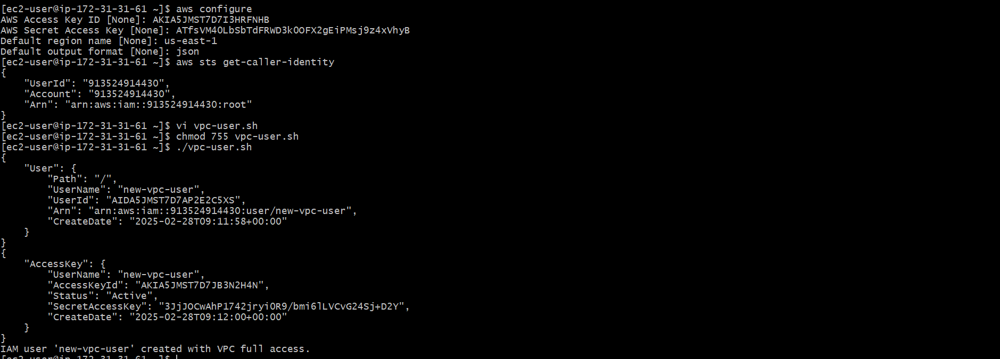 [ec2-user@ip-172-31-31-61 ~]$ aws configure
AWS Access Key ID [None]: AKIA5JMST7D7I3HRFNHB
AWS Secret Access Key [None]: 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
Default region name [None]: us-east-1
Default output format [None]: json
[ec2-user@ip-172-31-31-61 ~]$ aws sts get-caller-identity
{
    "UserId": "913524914430",
    "Account": "913524914430",
    "Arn": "arn:aws:iam::913524914430:root"
}
[ec2-user@ip-172-31-31-61 ~]$ vi vpc-user.sh
[ec2-user@ip-172-31-31-61 ~]$ chmod 755 vpc-user.sh
[ec2-user@ip-172-31-31-61 ~]$ ./vpc-user.sh
{
    "User": {
        "Path": "/",
        "UserName": "new-vpc-user",
        "UserId": "AIDA5JMST7D7AP2E2C5XS",
        "Arn": "arn:aws:iam::913524914430:user/new-vpc-user",
        "CreateDate": "2025-02-28T09:11:58+00:00"
    }
}
{
    "AccessKey": {
        "UserName": "new-vpc-user",
        "AccessKeyId": "AKIA5JMST7D7JB3N2H4N",
        "Status": "Active",
        "SecretAccessKey": "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",
        "CreateDate": "2025-02-28T09:12:00+00:00"
    }
}
IAM user 'new-vpc-user' created with VPC full access.
[ec2-user@ip-172-31-31-61 ~]$